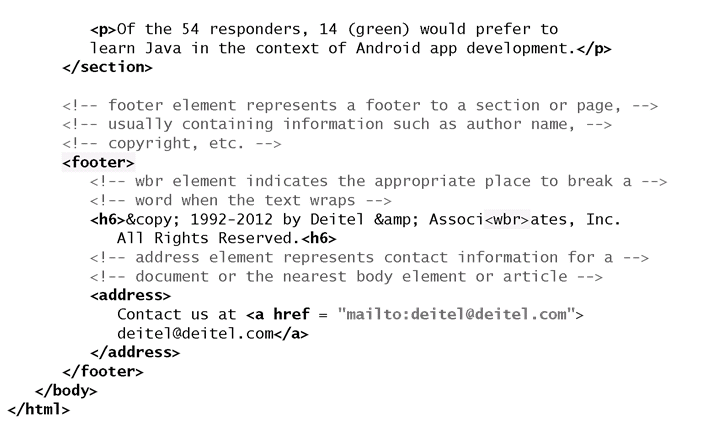 <p>Of the 54 responders, 14 (green) would prefer to
learn Java in the context of Android app development.</p>
</section>
<!-- footer element represents a footer to a section or page, -->
<!-- usually containing information such as author name, -->
<!-- copyright, etc. -->
<footer>
<!-- wbr element indicates the appropriate place to break a -->
<!-- word when the text wraps -->
<h6>&copy; 1992-2012 by Deitel &amp; Associ<wbr>ates, Inc.
All Rights Reserved.<h6>
<!-- address element represents contact information for a -->
<!-- document or the nearest body element or article -->
<address>
Contact us at <a href = "mailto:deitel@deitel.com">
deitel@deitel.com</a>
</address>
</footer>
</body>
</html>